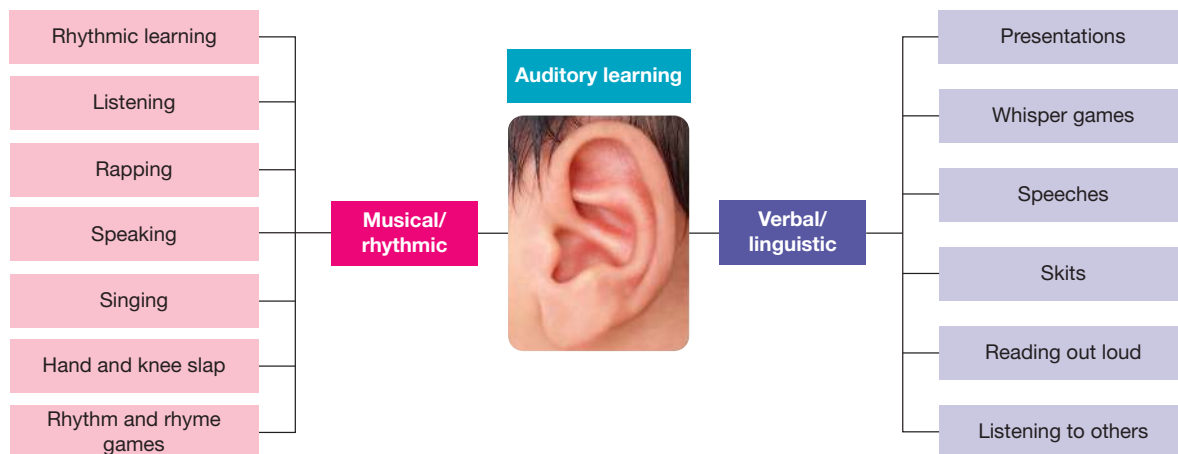 Rhythmic learning
Listening
Rapping
Speaking
Singing
Hand and knee slap
Rhythm and rhyme
games
Musical/
rhythmic
Auditory learning
Verbal/
linguistic
Presentations
Whisper games
Speeches
Skits
Reading out loud
Listening to others